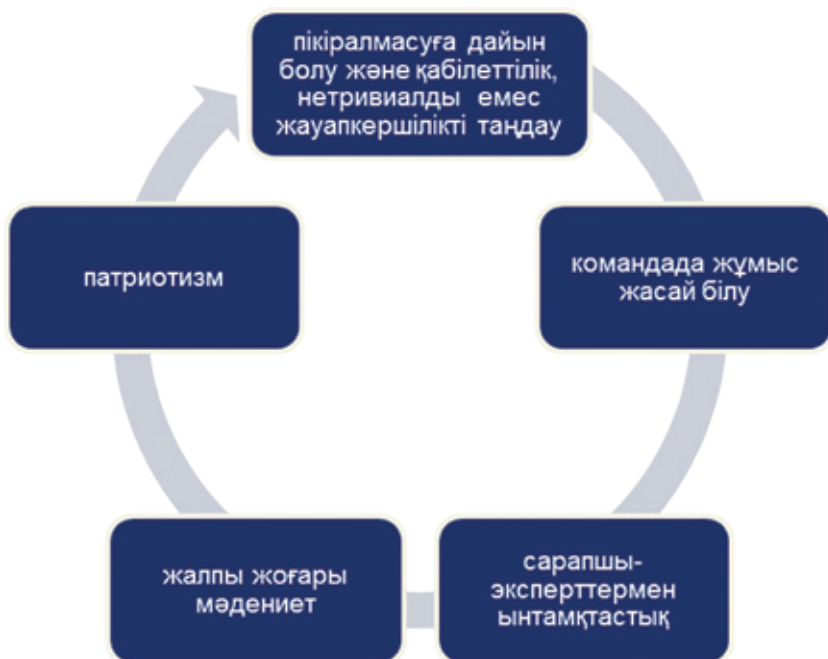 пікіралмасуға дайын
болу және қабілеттілік,
нетривиалды емес
жауапкершілікті таңдау
командада жұмыс
жасай білу
сарапшы-
эксперттермен
ынтамқтастық
жалпы жоғары
мәдениет
патриотизм